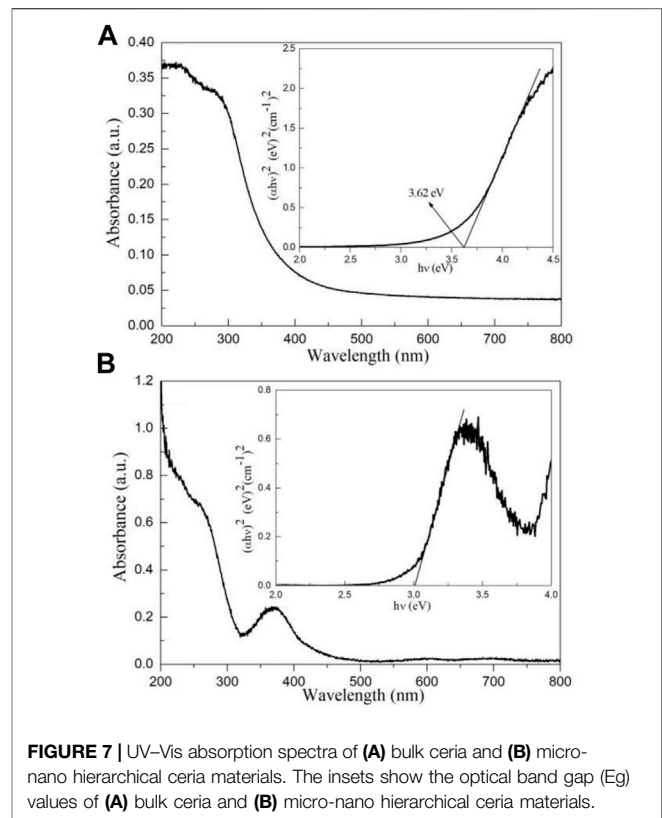 A
0.40
0.35
0.30
0.25
0.20
0.15
0.10
0.05
0.00
Absorbance (a.u.)
200 300 400 500 600 700 800
Wavelength (nm)
2.5
2.0
1.5
1.0
0.5
0.0
(αhν)² (eV)²(cm⁻¹)²
3.62 eV
2.0 2.5 3.0 3.5 4.0 4.5
hν (eV)
B
1.2
1.0
0.8
0.6
0.4
0.2
0.0
Absorbance (a.u.)
200 300 400 500 600 700 800
Wavelength (nm)
0.8
0.6
0.4
0.2
0.0
(αhν)² (eV)²(cm⁻¹)²
2.0 2.5 3.0 3.5 4.0
hν (eV)
FIGURE 7 | UV–Vis absorption spectra of (A) bulk ceria and (B) micro-
nano hierarchical ceria materials. The insets show the optical band gap (Eg)
values of (A) bulk ceria and (B) micro-nano hierarchical ceria materials.